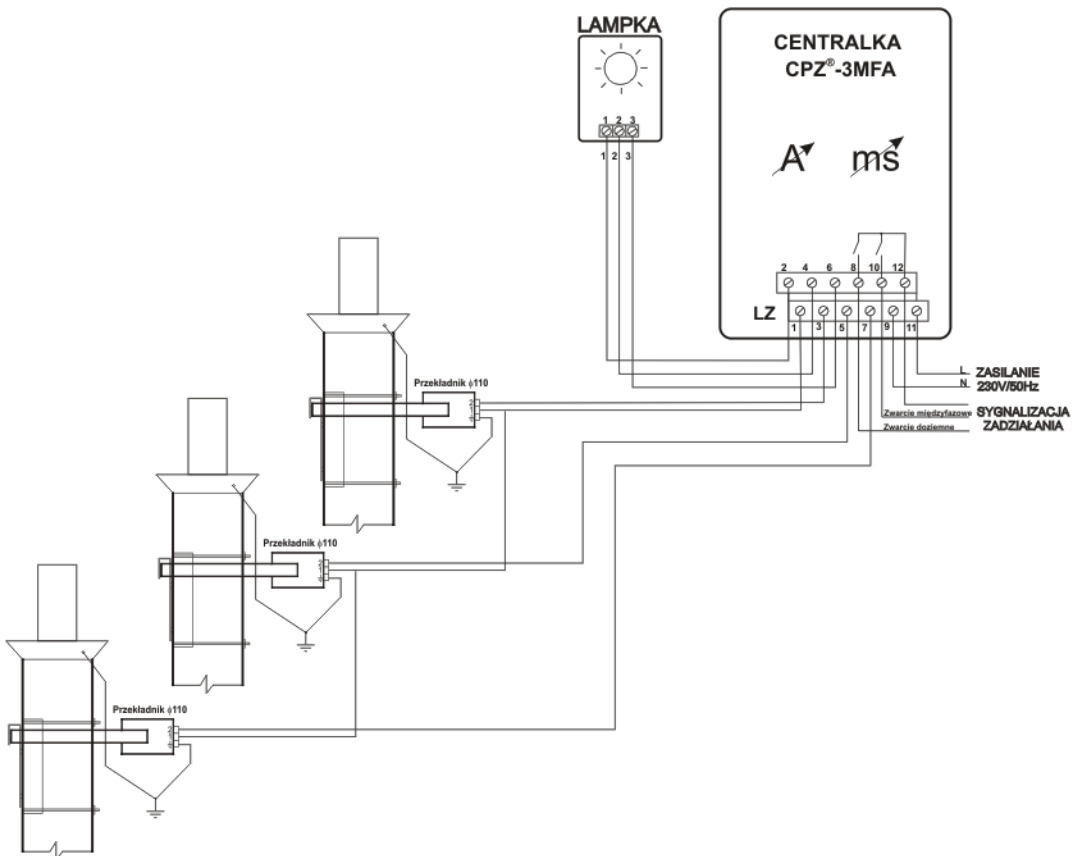 LAMPKA
1 2 3
1 2 3
CENTRALKA
CPZ®-3MFA
A ms
2 4 6 8 10 12
LZ
1 3 5 7 9 11
L ZASILANIE
N 230V/50Hz
Zwarcie międzyfazowe SYGNALIZACJA
Zwarcie doziemne ZADZIAŁANIA
Przekładnik ϕ110
Przekładnik ϕ110
Przekładnik ϕ110